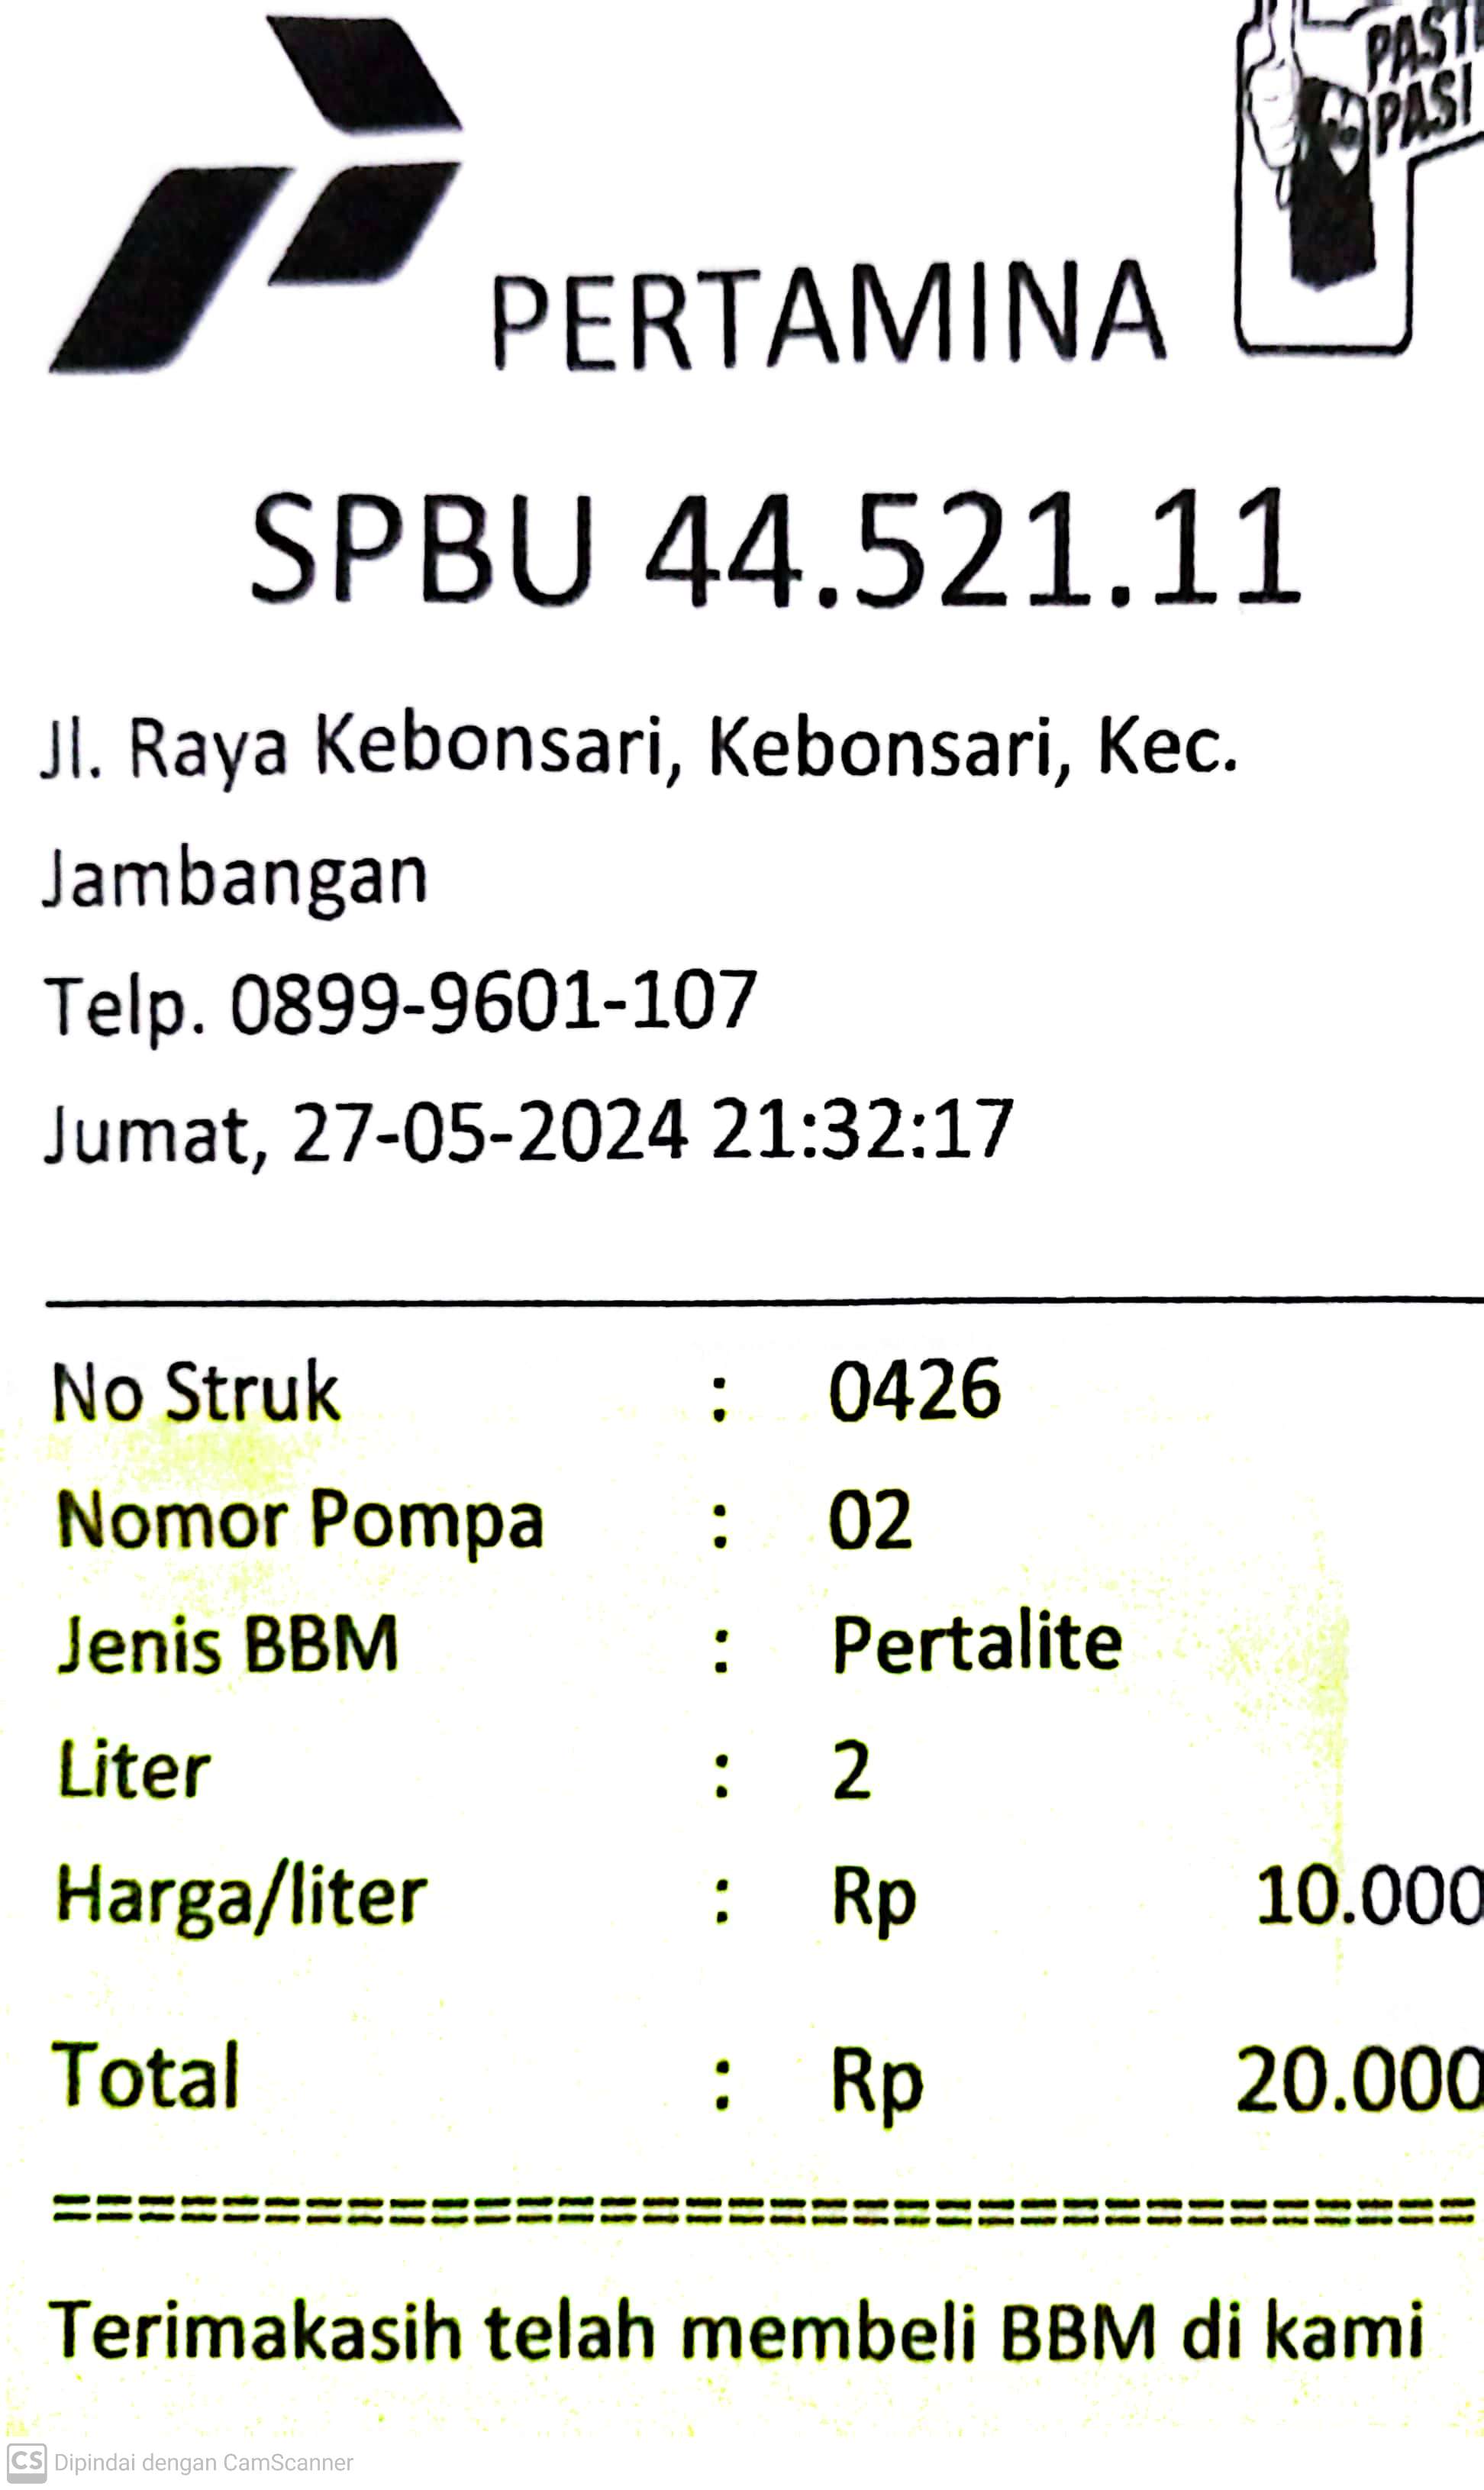 PERTAMINA
SPBU 44.521.11
Jl. Raya Kebonsari, Kebonsari, Kec.
Jambangan
Telp. 0899-9601-107
Jumat, 27-05-2024 21:32:17
No Struk : 0426
Nomor Pompa : 02
Jenis BBM : Pertalite
Liter : 2
Harga/liter : Rp 10.000
Total : Rp 20.000
========================
Terimakasih telah membeli BBM di kami
CS Dipindai dengan CamScanner